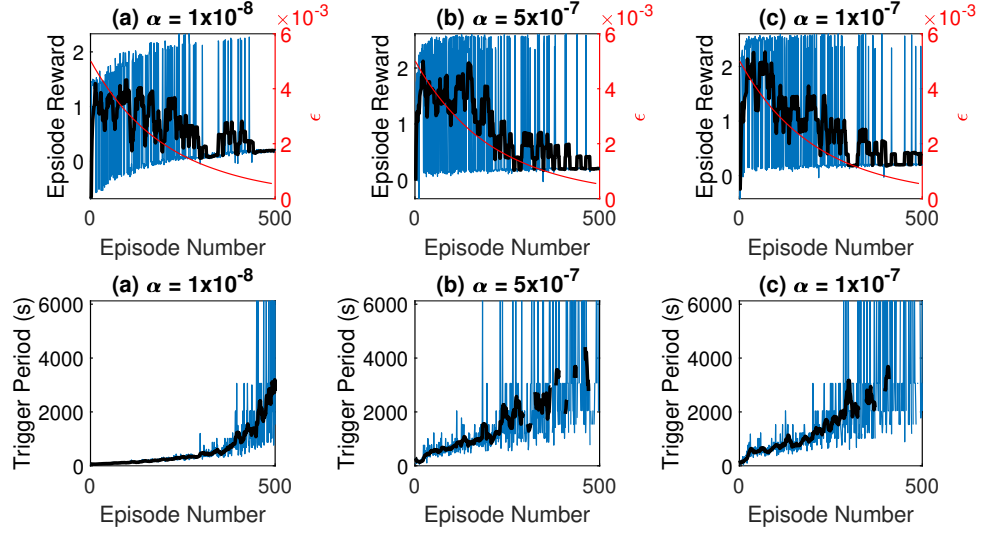 (a) α = 1x10-8
×10-3
Epsiode Reward
2
1
0
6
4
2
0
ϵ
0
500
Episode Number
(b) α = 5x10-7
×10-3
Epsiode Reward
2
1
0
6
4
2
0
ϵ
0
500
Episode Number
(c) α = 1x10-7
×10-3
Epsiode Reward
2
1
0
6
4
2
0
ϵ
0
500
Episode Number
(a) α = 1x10-8
Trigger Period (s)
6000
4000
2000
0
0
500
Episode Number
(b) α = 5x10-7
Trigger Period (s)
6000
4000
2000
0
0
500
Episode Number
(c) α = 1x10-7
Trigger Period (s)
6000
4000
2000
0
0
500
Episode Number